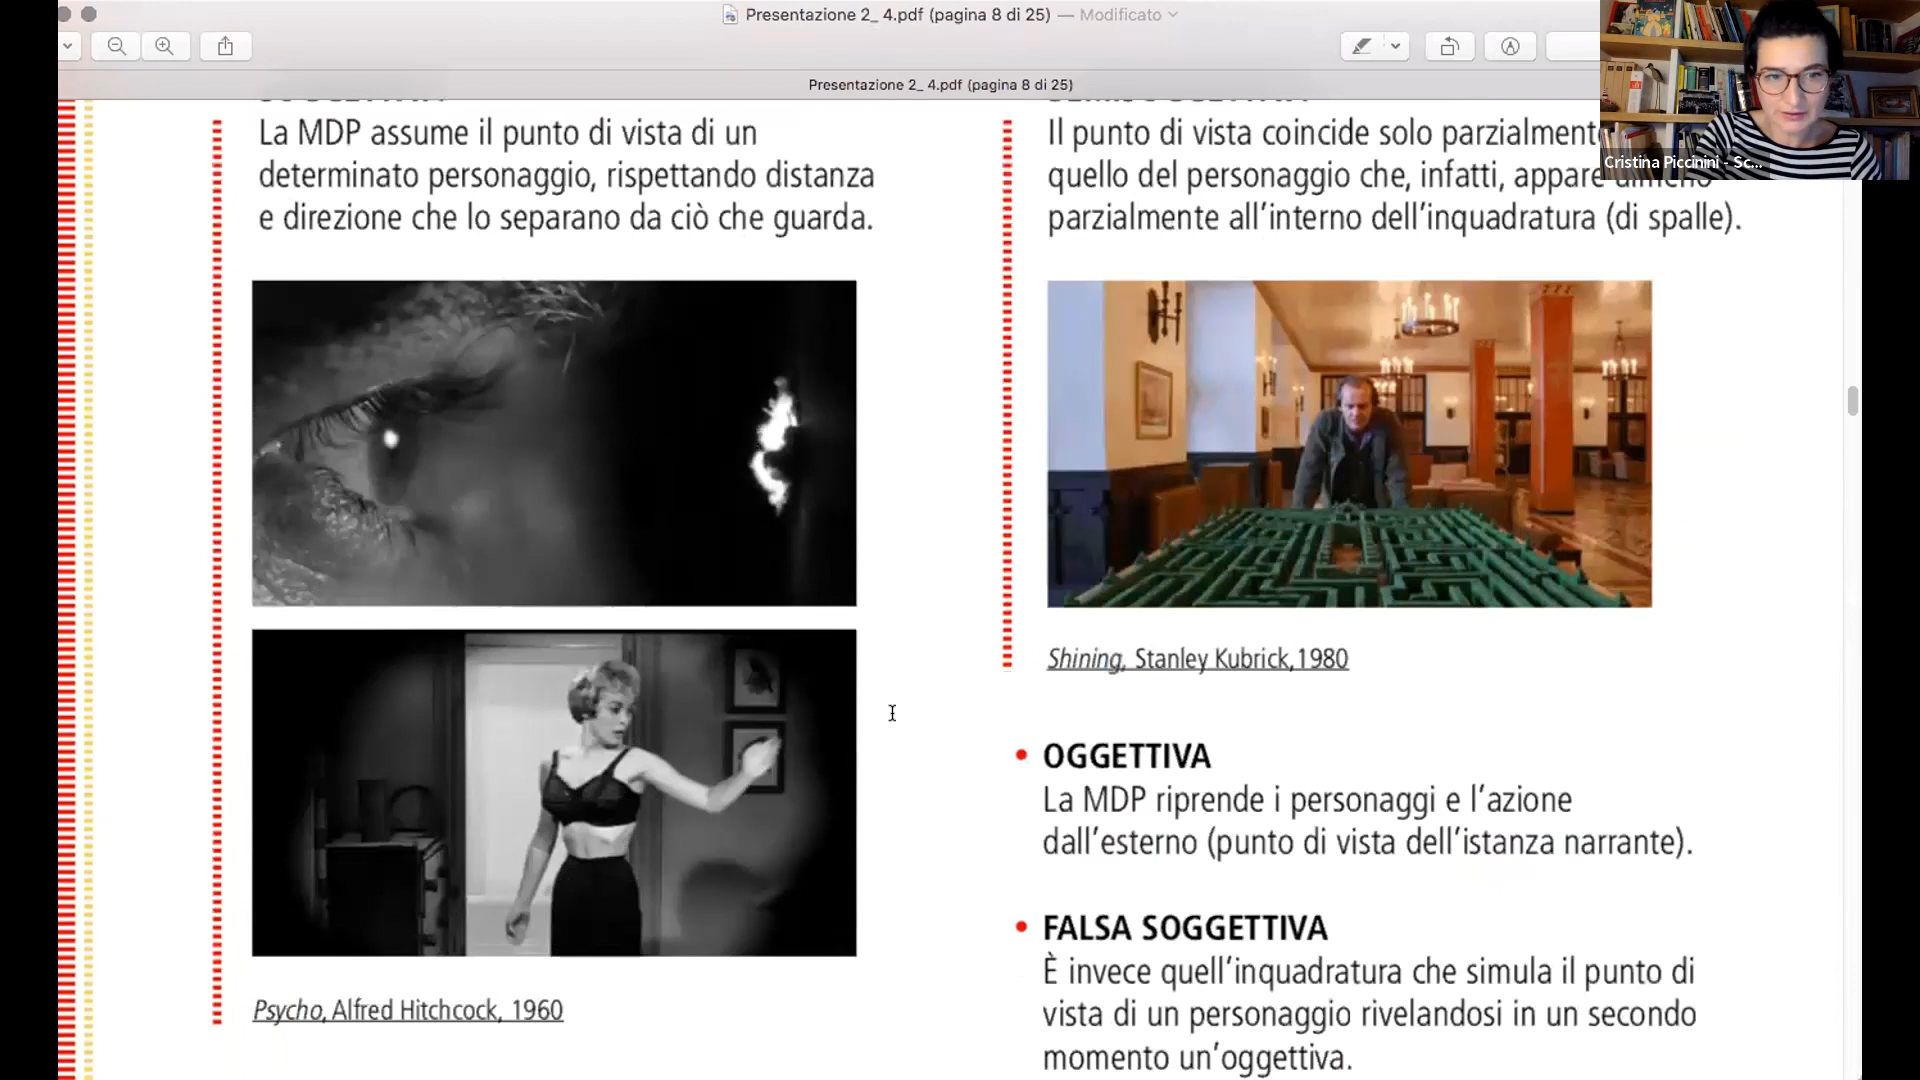 Presentazione 2_ 4.pdf (pagina 8 di 25) — Modificato
Presentazione 2_ 4.pdf (pagina 8 di 25)
Cristina Piccinini - Sc...
La MDP assume il punto di vista di un
determinato personaggio, rispettando distanza
e direzione che lo separano da ciò che guarda.
Psycho, Alfred Hitchcock, 1960
Il punto di vista coincide solo parzialment
quello del personaggio che, infatti, appare
parzialmente all'interno dell'inquadratura (di spalle).
Shining, Stanley Kubrick,1980
• OGGETTIVA
La MDP riprende i personaggi e l'azione
dall'esterno (punto di vista dell'istanza narrante).
• FALSA SOGGETTIVA
È invece quell'inquadratura che simula il punto di
vista di un personaggio rivelandosi in un secondo
momento un'oggettiva.